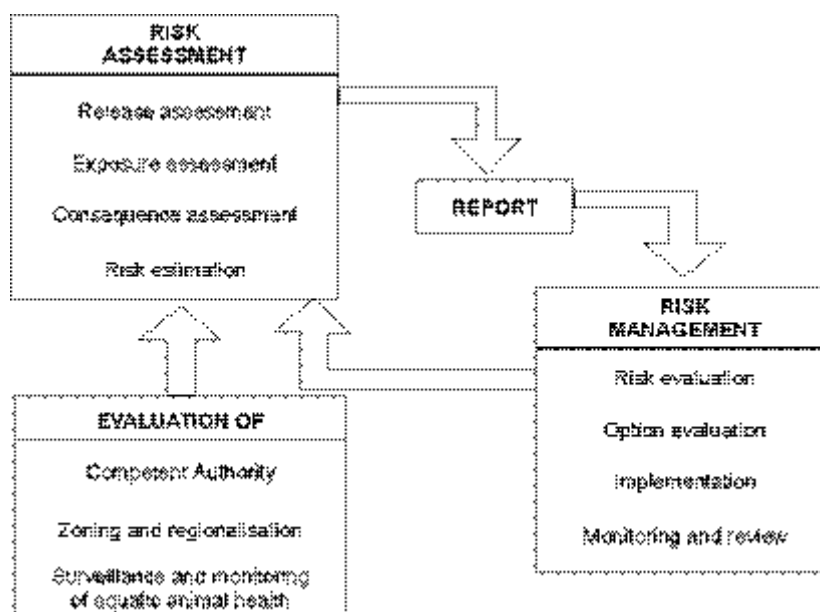 RISK
ASSESSMENT
Release assessment
Exposure assessment
Consequence assessment
Risk estimation
REPORT
RISK
MANAGEMENT
Risk evaluation
Option evaluation
Implementation
Monitoring and review
EVALUATION OF
Competent Authority
Zoning and regionalisation
Surveillance and monitoring
of aquatic animal health